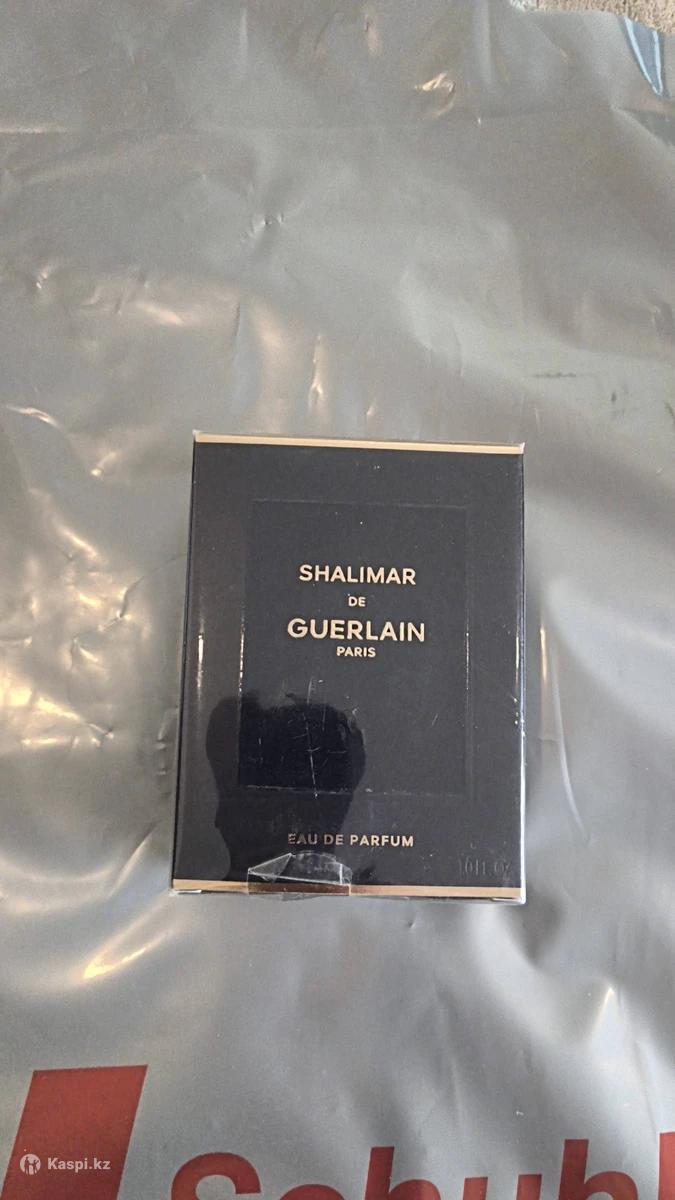 SHALIMAR
DE
GUERLAIN
PARIS
EAU DE PARFUM
Kaspi.kz